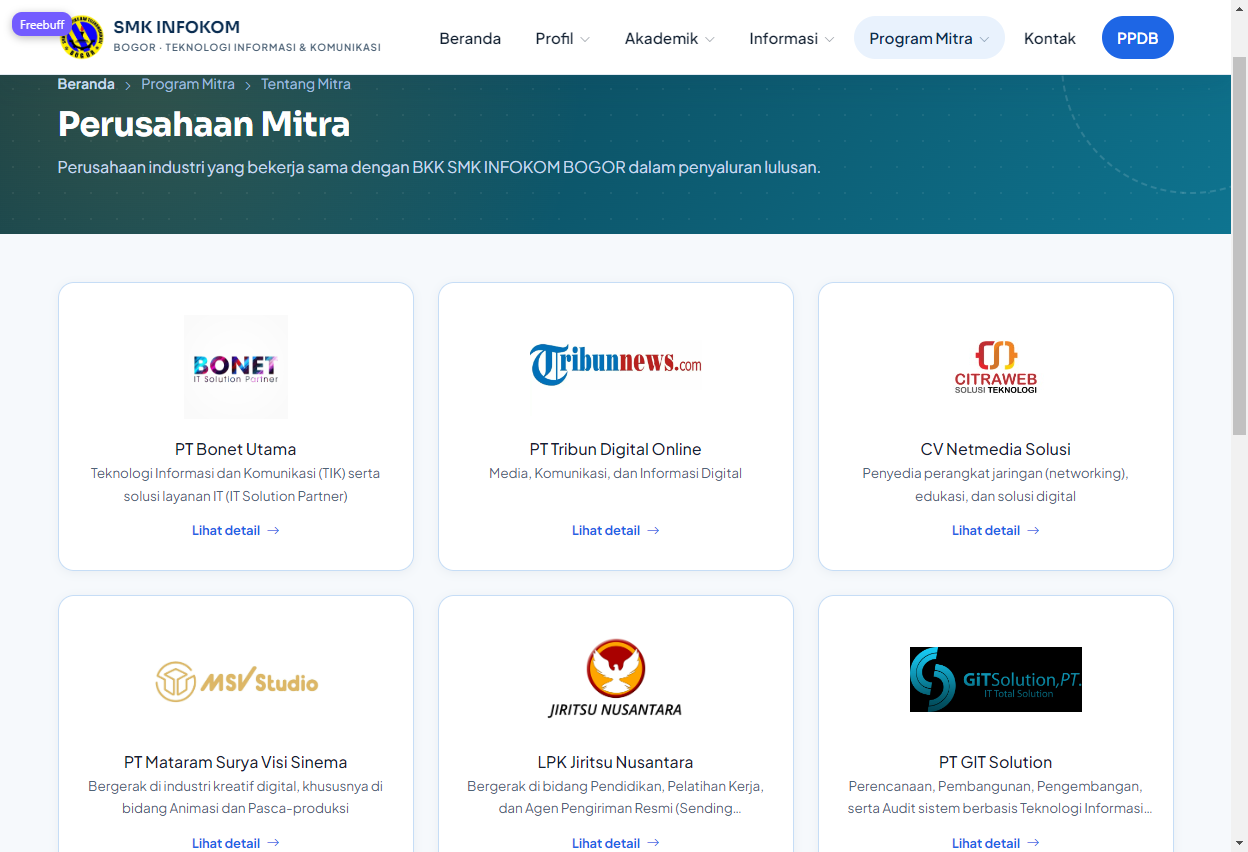 Freebuff
SMK INFOKOM
BOGOR · TEKNOLOGI INFORMASI & KOMUNIKASI
Beranda
Profil
Akademik
Informasi
Program Mitra
Kontak
PPDB
Beranda > Program Mitra > Tentang Mitra
Perusahaan Mitra
Perusahaan industri yang bekerja sama dengan BKK SMK INFOKOM BOGOR dalam penyaluran lulusan.
BONET
IT Solution Partner
PT Bonet Utama
Teknologi Informasi dan Komunikasi (TIK) serta
solusi layanan IT (IT Solution Partner)
Lihat detail →
Tribunnews.com
PT Tribun Digital Online
Media, Komunikasi, dan Informasi Digital
Lihat detail →
CITRAWEB
SOLUSI TEKNOLOGI
CV Netmedia Solusi
Penyedia perangkat jaringan (networking),
edukasi, dan solusi digital
Lihat detail →
MSV Studio
PT Mataram Surya Visi Sinema
Bergerak di industri kreatif digital, khususnya di
bidang Animasi dan Pasca-produksi
Lihat detail →
JIRITSU NUSANTARA
LPK Jiritsu Nusantara
Bergerak di bidang Pendidikan, Pelatihan Kerja,
dan Agen Pengiriman Resmi (Sending...
Lihat detail →
GiTSolution,PT.
IT Total Solution
PT GIT Solution
Perencanaan, Pembangunan, Pengembangan,
serta Audit sistem berbasis Teknologi Informasi...
Lihat detail →